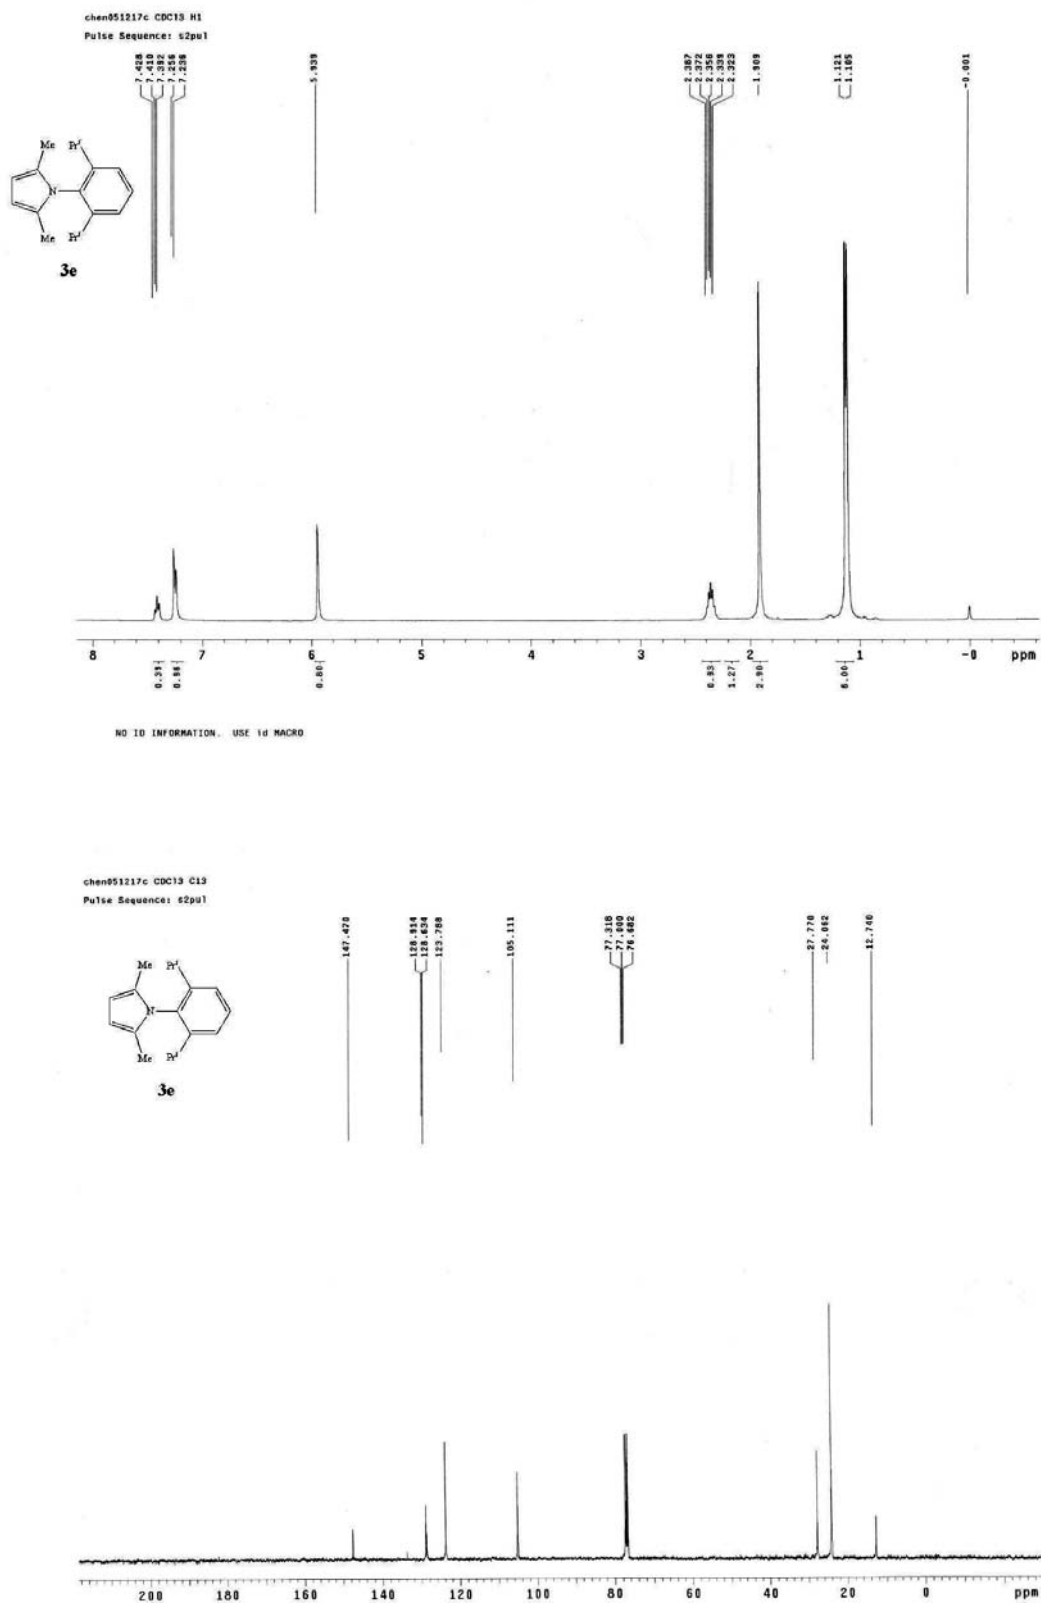 chen051217c CDCl3 H1
Pulse Sequence: s2pul
7.428
7.410
7.392
7.256
7.238
5.939
2.387
2.372
2.356
2.339
2.323
1.909
1.121
1.105
-0.001
Me
Pr^i
N
Me
Pr^i
3e
8 7 6 5 4 3 2 1 -0 ppm
0.39
0.96
0.80
0.93
1.27
2.90
6.00
NO ID INFORMATION. USE id MACRO
chen051217c CDCl3 C13
Pulse Sequence: s2pul
147.470
128.914
128.634
123.788
105.111
77.318
77.000
76.682
27.770
24.062
12.740
Me
Pr^i
N
Me
Pr^i
3e
200 180 160 140 120 100 80 60 40 20 0 ppm